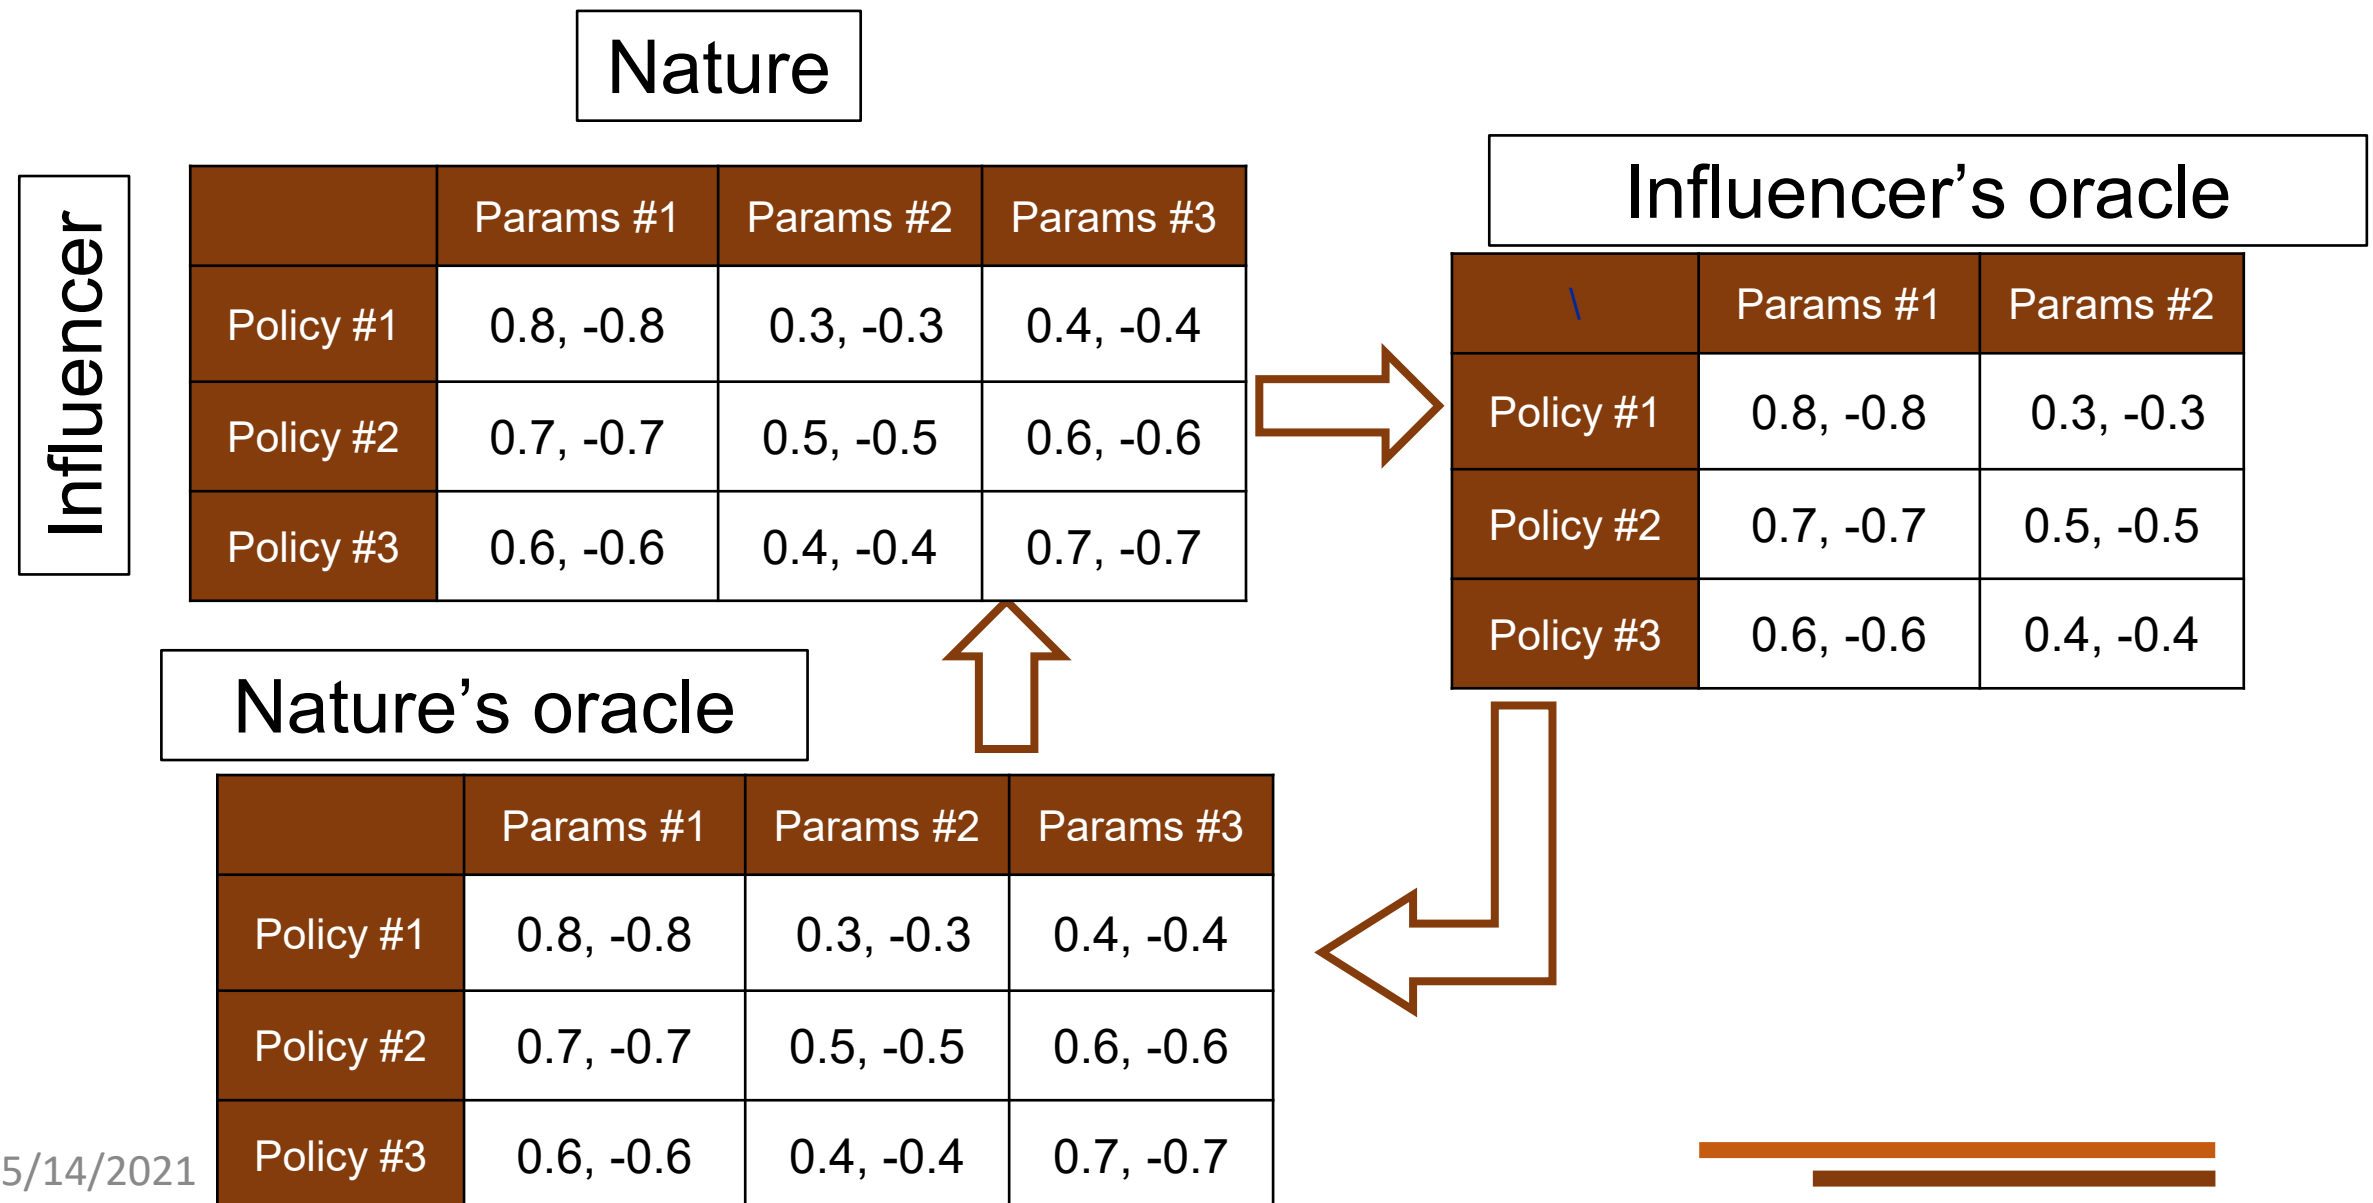 Nature
Influencer
Params #1 Params #2 Params #3
Policy #1 0.8, -0.8 0.3, -0.3 0.4, -0.4
Policy #2 0.7, -0.7 0.5, -0.5 0.6, -0.6
Policy #3 0.6, -0.6 0.4, -0.4 0.7, -0.7
Influencer’s oracle
\ Params #1 Params #2
Policy #1 0.8, -0.8 0.3, -0.3
Policy #2 0.7, -0.7 0.5, -0.5
Policy #3 0.6, -0.6 0.4, -0.4
Nature’s oracle
Params #1 Params #2 Params #3
Policy #1 0.8, -0.8 0.3, -0.3 0.4, -0.4
Policy #2 0.7, -0.7 0.5, -0.5 0.6, -0.6
Policy #3 0.6, -0.6 0.4, -0.4 0.7, -0.7
5/14/2021